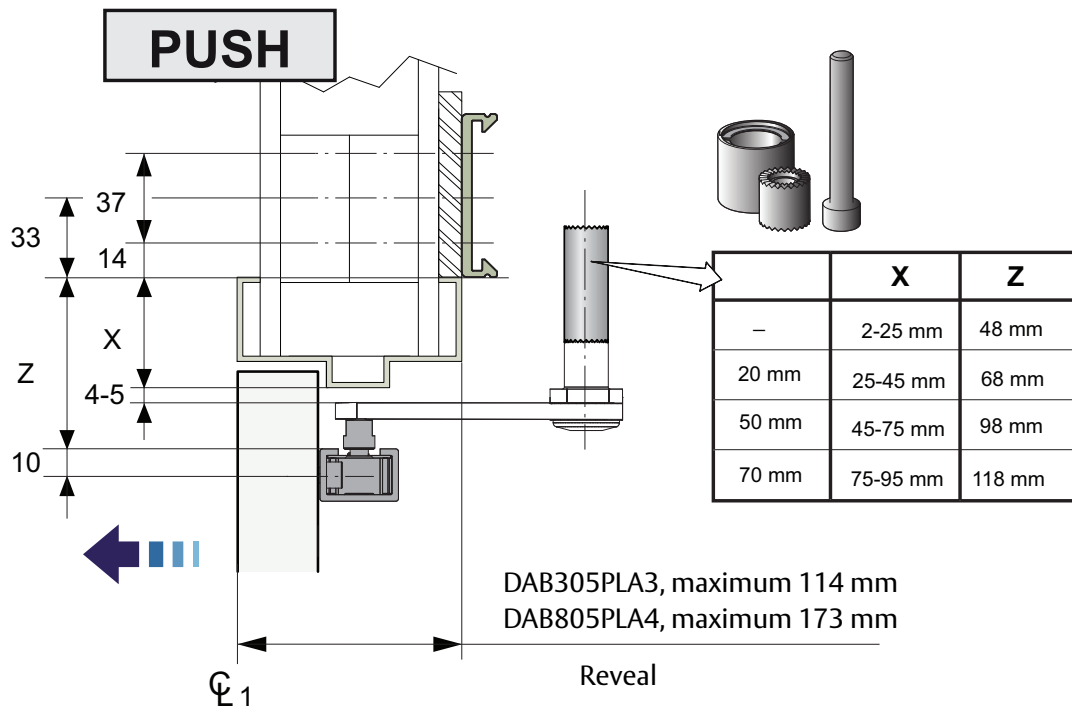 PUSH
37
33
14
X
Z
4-5
10
X Z
– 2-25 mm 48 mm
20 mm 25-45 mm 68 mm
50 mm 45-75 mm 98 mm
70 mm 75-95 mm 118 mm
DAB305PLA3, maximum 114 mm
DAB805PLA4, maximum 173 mm
Reveal
℄ 1